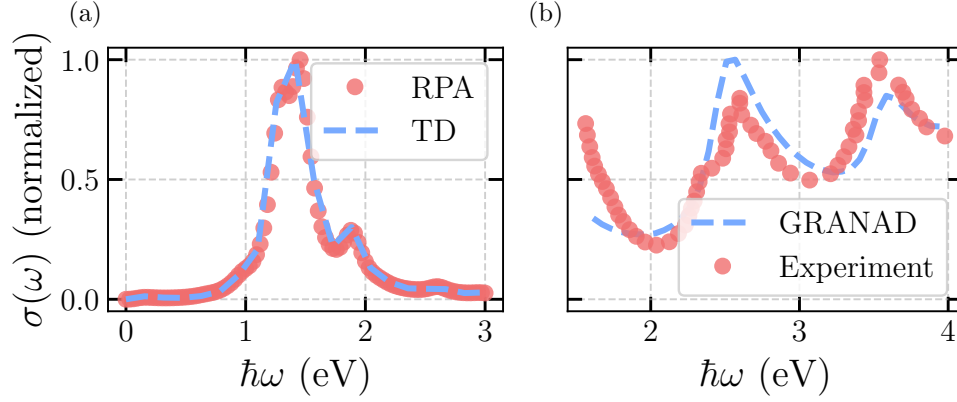 (a)
(b)
σ(ω) (normalized)
1.0
0.5
0.0
RPA
TD
0 1 2 3
ħω (eV)
GRANAD
Experiment
2 3 4
ħω (eV)